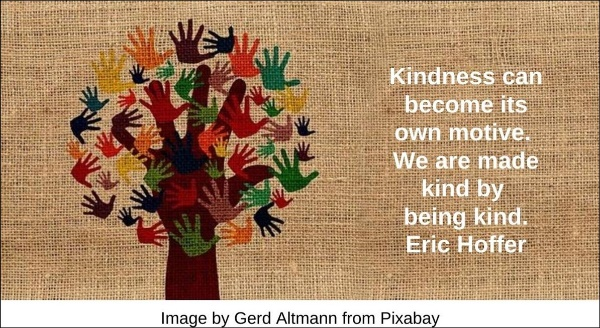 Kindness can
become its
own motive.
We are made
kind by
being kind.
Eric Hoffer
Image by Gerd Altmann from Pixabay